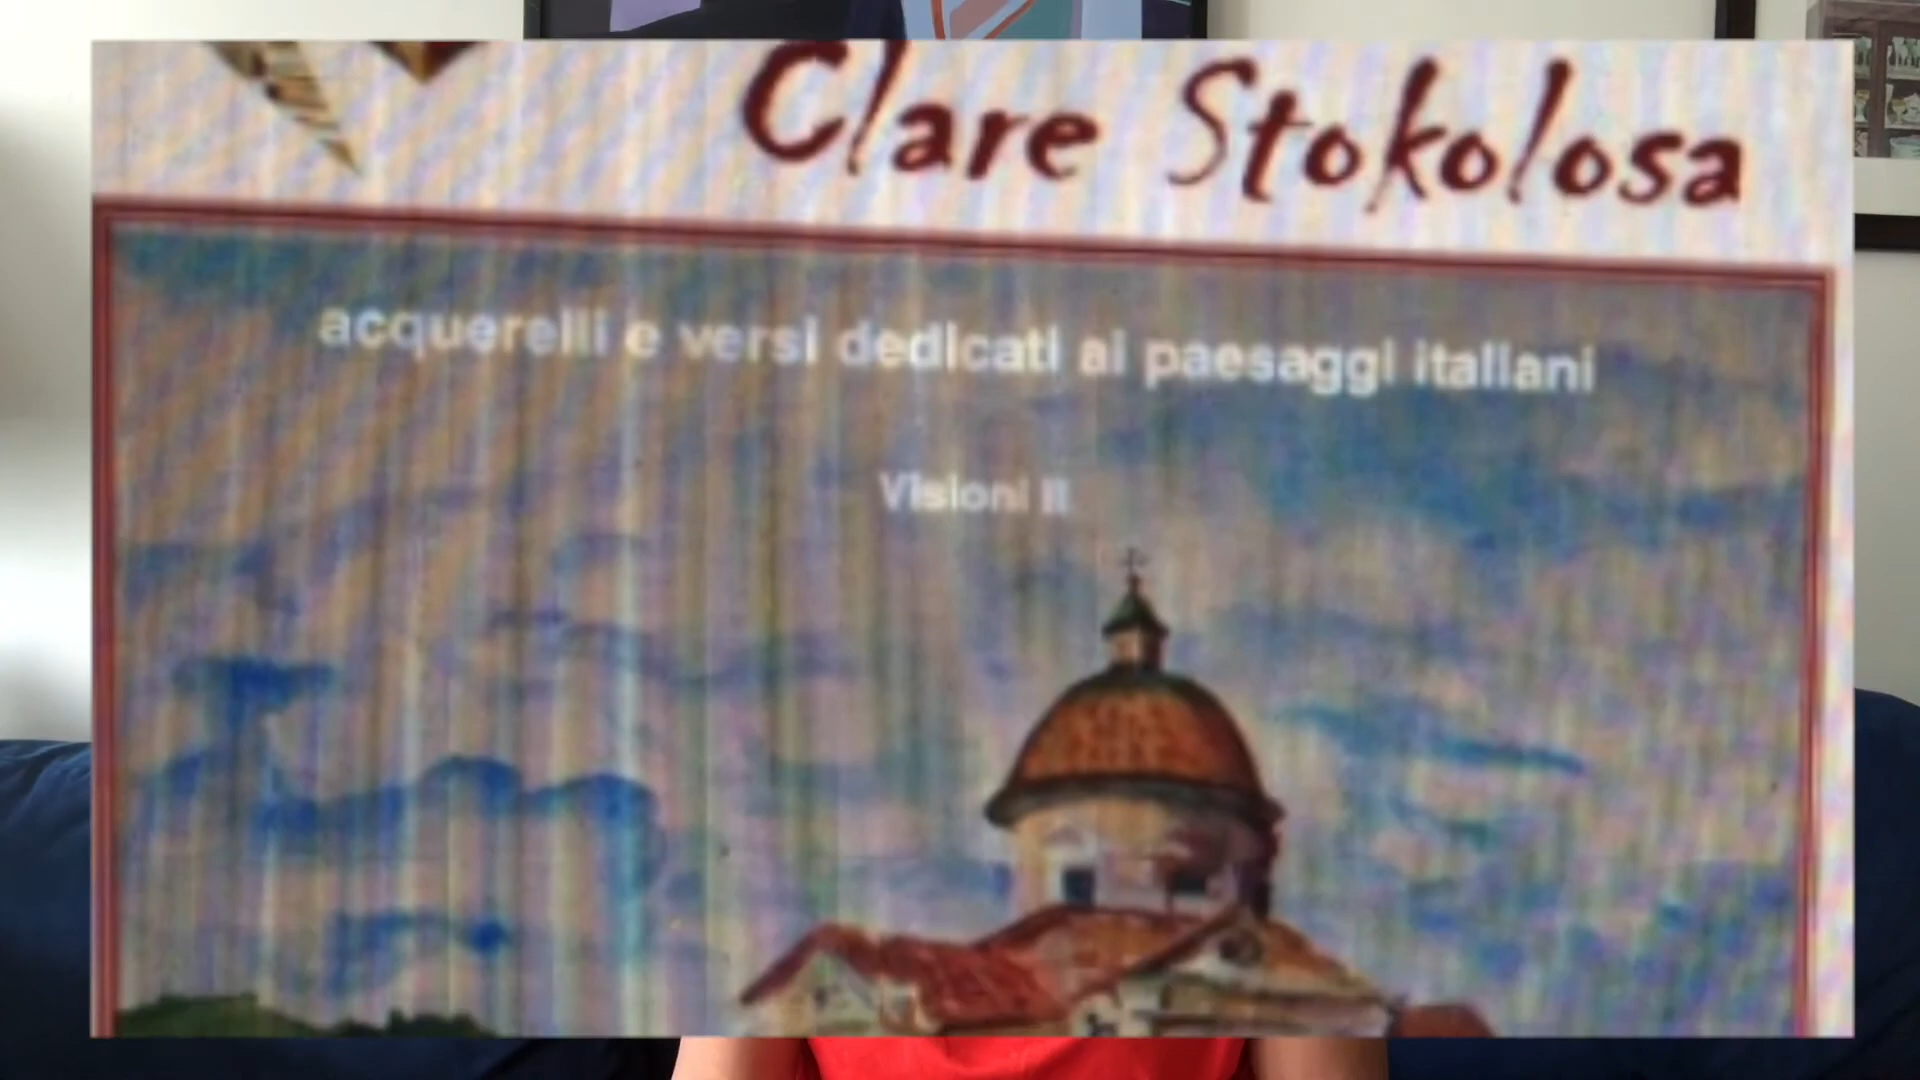 Clare Stokolosa
acquerelli e versi dedicati ai paesaggi italiani
Visioni II